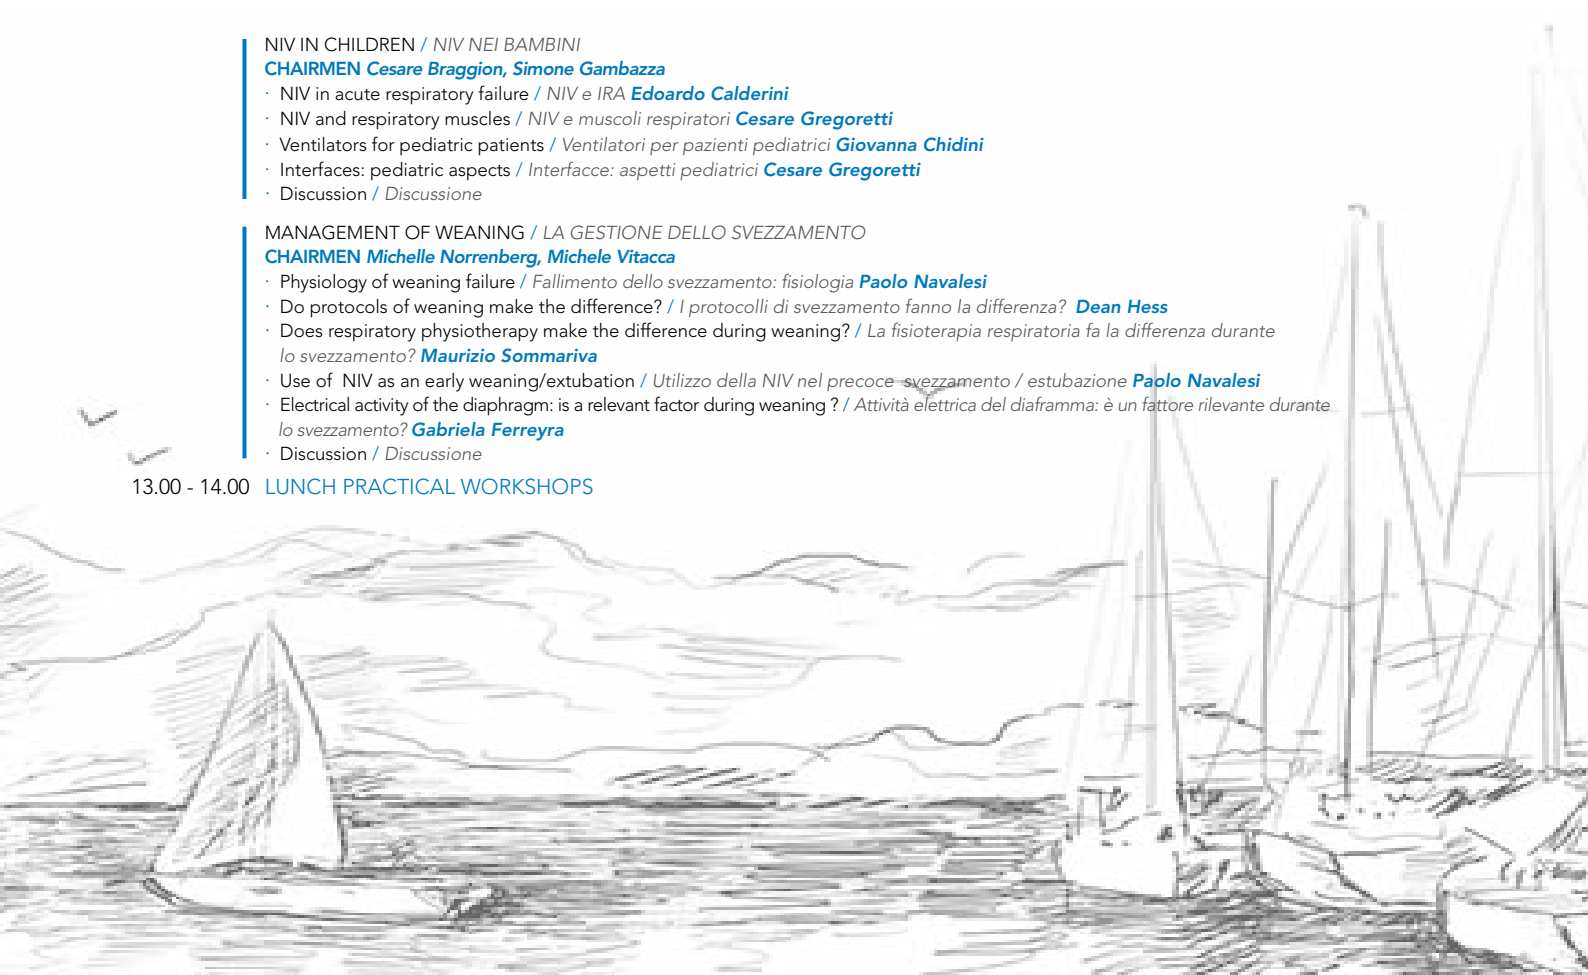 NIV IN CHILDREN / NIV NEI BAMBINI
CHAIRMEN Cesare Braggion, Simone Gambazza
· NIV in acute respiratory failure / NIV e IRA Edoardo Calderini
· NIV and respiratory muscles / NIV e muscoli respiratori Cesare Gregoretti
· Ventilators for pediatric patients / Ventilatori per pazienti pediatrici Giovanna Chidini
· Interfaces: pediatric aspects / Interfacce: aspetti pediatrici Cesare Gregoretti
· Discussion / Discussione
MANAGEMENT OF WEANING / LA GESTIONE DELLO SVEZZAMENTO
CHAIRMEN Michelle Norrenberg, Michele Vitacca
· Physiology of weaning failure / Fallimento dello svezzamento: fisiologia Paolo Navalesi
· Do protocols of weaning make the difference? / I protocolli di svezzamento fanno la differenza? Dean Hess
· Does respiratory physiotherapy make the difference during weaning? / La fisioterapia respiratoria fa la differenza durante
lo svezzamento? Maurizio Sommariva
· Use of NIV as an early weaning/extubation / Utilizzo della NIV nel precoce svezzamento / estubazione Paolo Navalesi
· Electrical activity of the diaphragm: is a relevant factor during weaning ? / Attività elettrica del diaframma: è un fattore rilevante durante
lo svezzamento? Gabriela Ferreyra
· Discussion / Discussione
13.00 - 14.00 LUNCH PRACTICAL WORKSHOPS